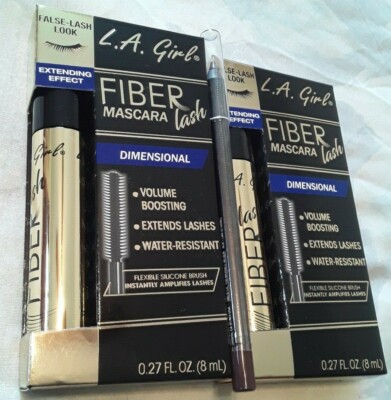 FALSE-LASH
LOOK
EXTENDING
EFFECT
L.A. Girl®
FIBER
lash
MASCARA
DIMENSIONAL
• VOLUME
BOOSTING
• EXTENDS LASHES
• WATER-RESISTANT
FLEXIBLE SILICONE BRUSH
INSTANTLY AMPLIFIES LASHES
0.27 FL. OZ. (8 mL)
Girl®
FIBER
lash
FALSE-LASH
LOOK
EXTENDING
EFFECT
L.A. Girl®
FIBER
lash
MASCARA
DIMENSIONAL
• VOLUME
BOOSTING
• EXTENDS LASHES
• WATER-RESISTANT
FLEXIBLE SILICONE BRUSH
INSTANTLY AMPLIFIES LASHES
0.27 FL. OZ. (8 mL)
Girl®
FIBER
lash